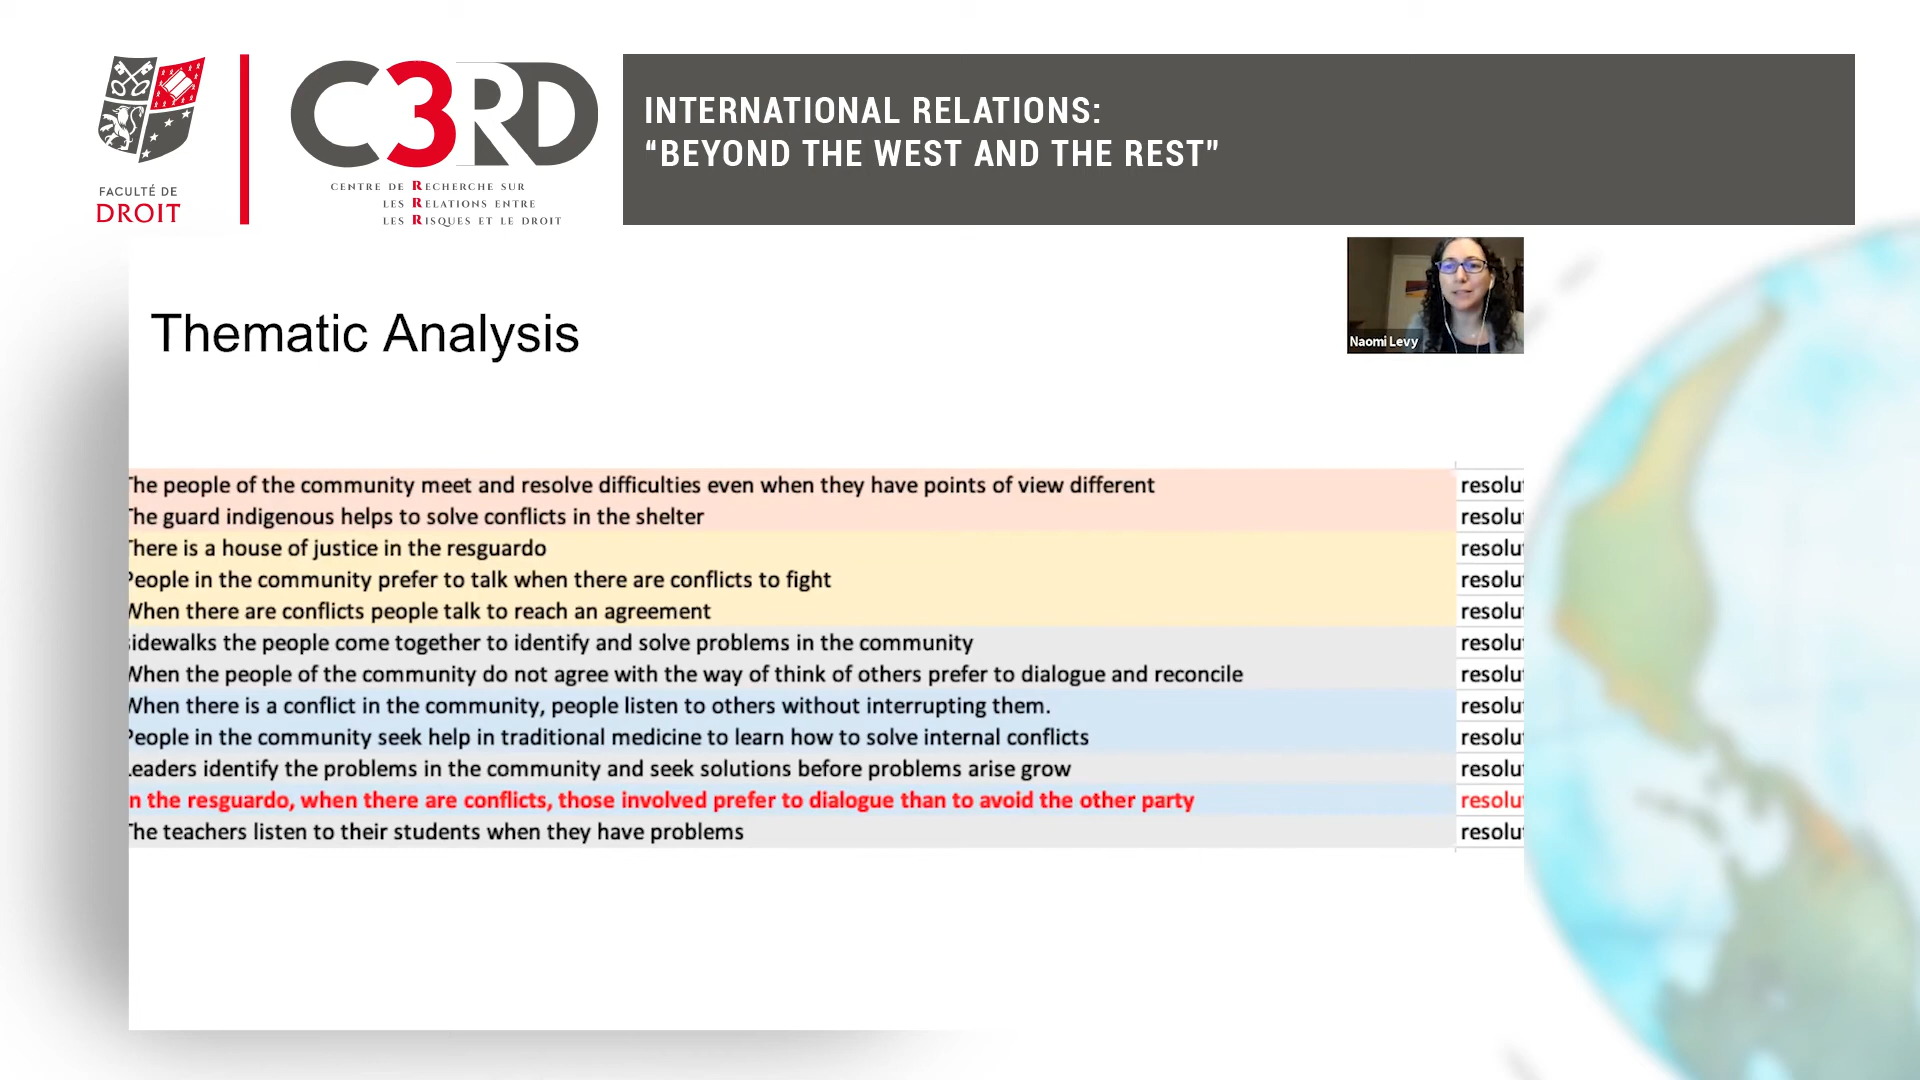 FACULTÉ DE
DROIT
C3RD
CENTRE DE RECHERCHE SUR
LES RELATIONS ENTRE
LES RISQUES ET LE DROIT
INTERNATIONAL RELATIONS:
“BEYOND THE WEST AND THE REST”
Naomi Levy
Thematic Analysis
The people of the community meet and resolve difficulties even when they have points of view different resolu
The guard indigenous helps to solve conflicts in the shelter resolu
There is a house of justice in the resguardo resolu
People in the community prefer to talk when there are conflicts to fight resolu
When there are conflicts people talk to reach an agreement resolu
sidewalks the people come together to identify and solve problems in the community resolu
When the people of the community do not agree with the way of think of others prefer to dialogue and reconcile resolu
When there is a conflict in the community, people listen to others without interrupting them. resolu
People in the community seek help in traditional medicine to learn how to solve internal conflicts resolu
Leaders identify the problems in the community and seek solutions before problems arise grow resolu
n the resguardo, when there are conflicts, those involved prefer to dialogue than to avoid the other party resolu
The teachers listen to their students when they have problems resolu